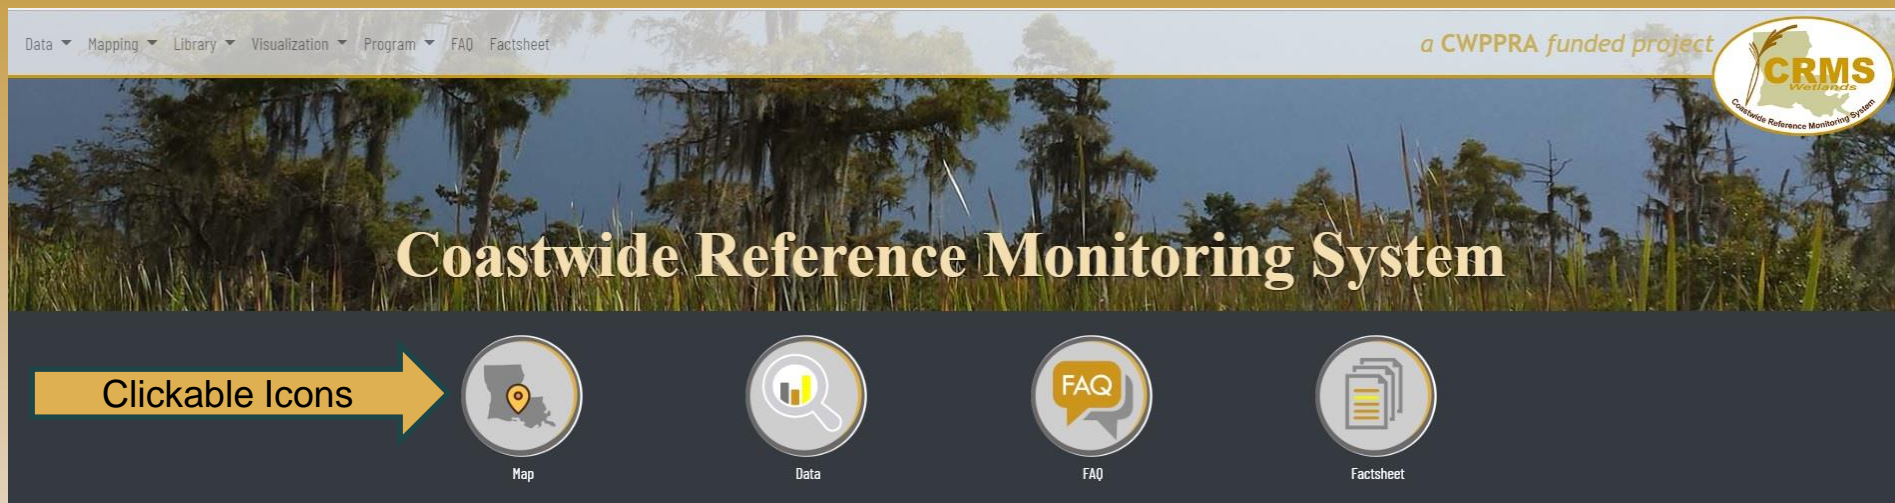 Data Mapping Library Visualization Program FAQ Factsheet
a CWPPRA funded project
CRMS
Wetlands
Coastwide Reference Monitoring System
Coastwide Reference Monitoring System
Clickable Icons
FAQ
Map Data FAQ Factsheet